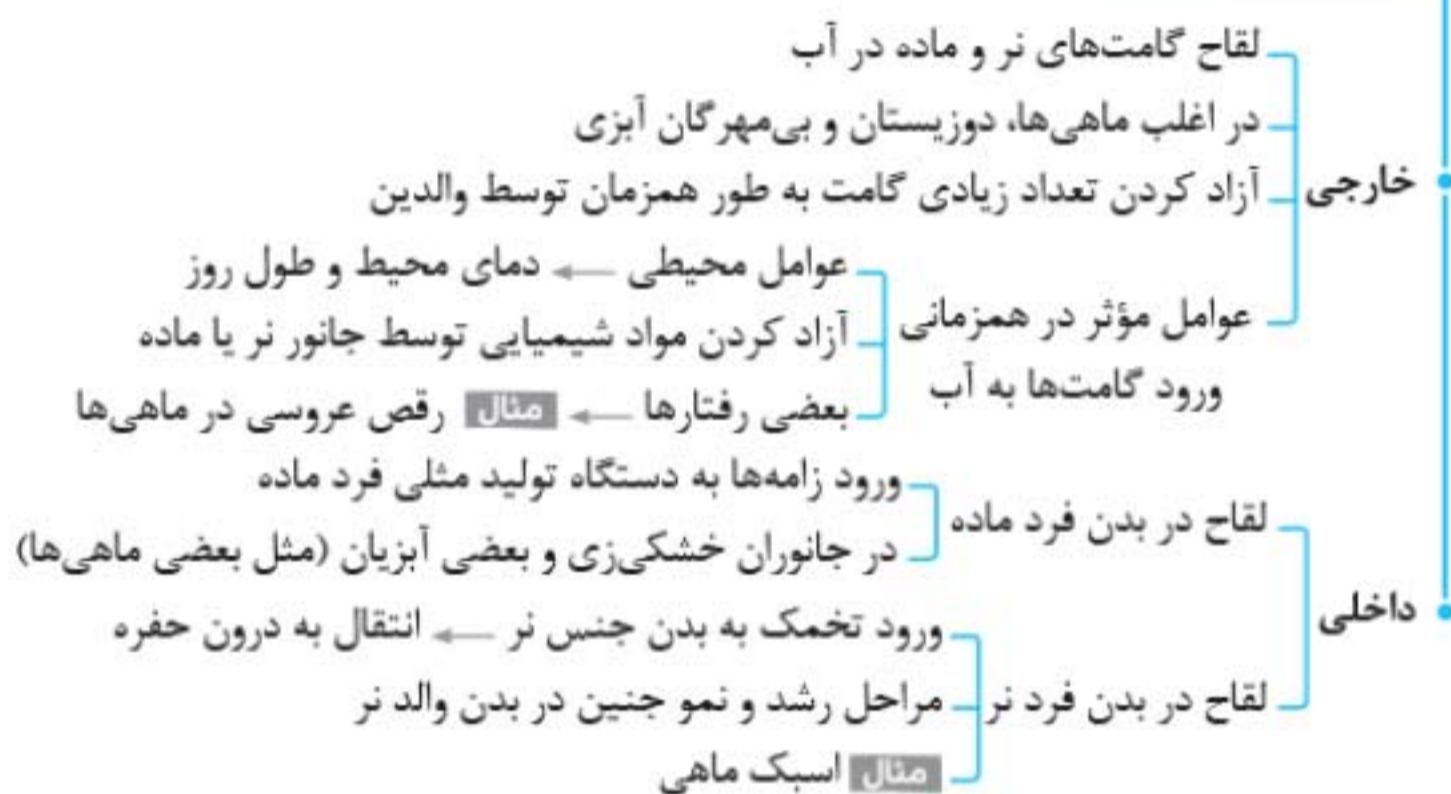 لقاح گامت‌های نر و ماده در آب
در اغلب ماهی‌ها، دوزیستان و بی‌مهرگان آبزی
خارجی
آزاد کردن تعداد زیادی گامت به طور همزمان توسط والدین
عوامل مؤثر در همزمانی
ورود گامت‌ها به آب
عوامل محیطی ← دمای محیط و طول روز
آزاد کردن مواد شیمیایی توسط جانور نر یا ماده
بعضی رفتارها ← مثال رقص عروسی در ماهی‌ها
داخلی
لقاح در بدن فرد ماده
ورود زامه‌ها به دستگاه تولید مثلی فرد ماده
در جانوران خشکی‌زی و بعضی آبزیان (مثل بعضی ماهی‌ها)
لقاح در بدن فرد نر
ورود تخمک به بدن جنس نر ← انتقال به درون حفره
مراحل رشد و نمو جنین در بدن والد نر
مثال اسبک ماهی